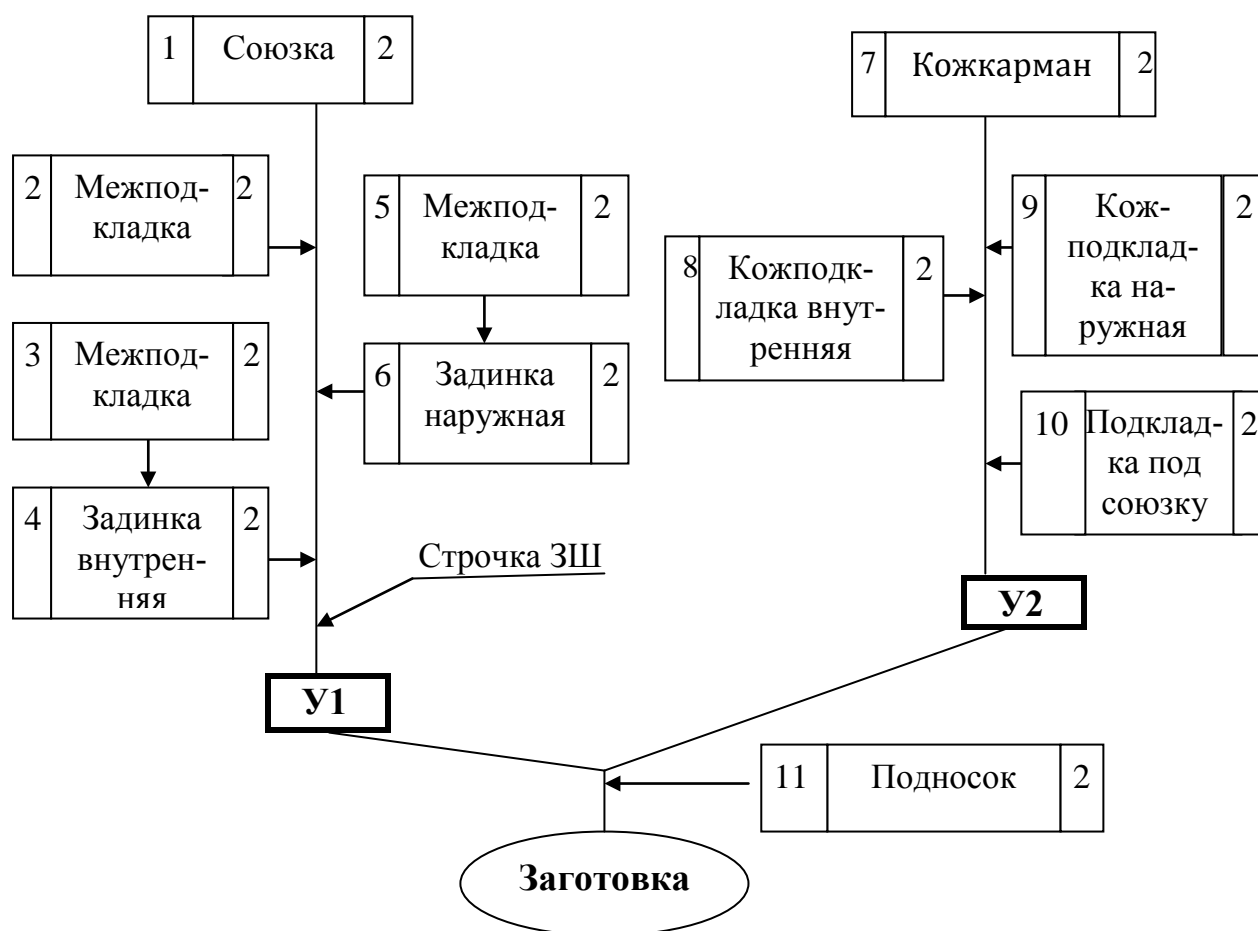 1 Союзка 2
2 Межпод- 2
кладка
3 Межпод- 2
кладка
4 Задинка 2
внутрен-
няя
5 Межпод- 2
кладка
6 Задинка 2
наружная
Строчка ЗШ
У1
7 Кожкарман 2
8 Кожподк- 2
ладка внут-
ренняя
9 Кож- 2
подклад-
ка на-
ружная
10 Подклад- 2
ка под
союзку
У2
11 Подносок 2
Заготовка